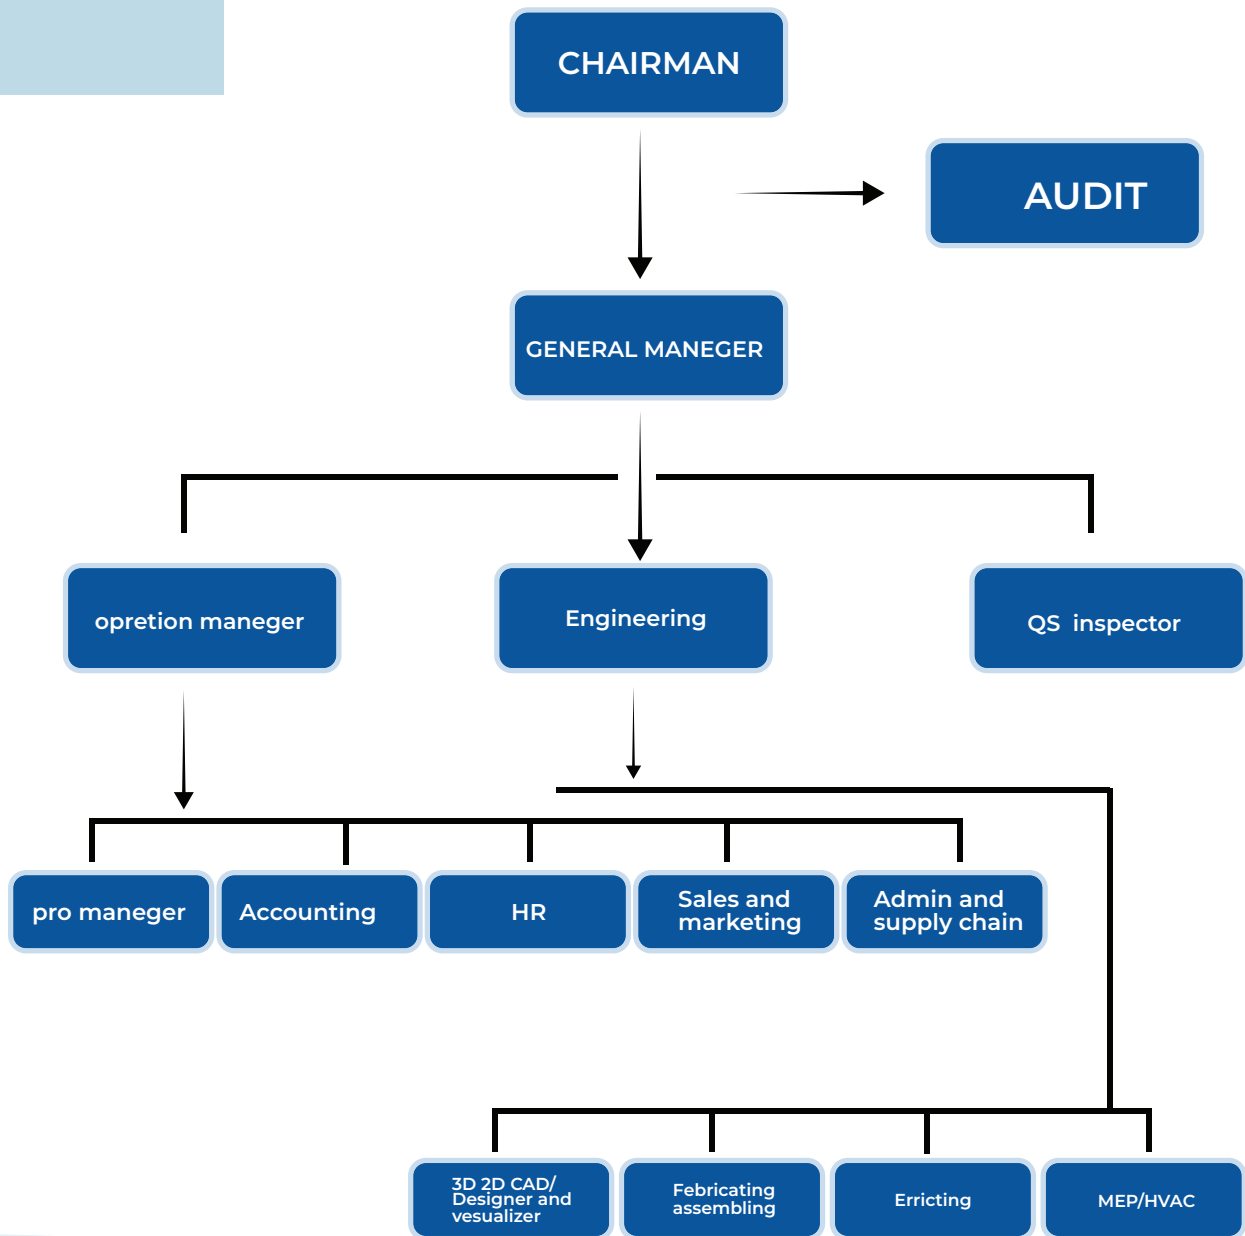 CHAIRMAN
AUDIT
GENERAL MANEGER
opretion maneger
Engineering
QS inspector
pro maneger
Accounting
HR
Sales and
marketing
Admin and
supply chain
3D 2D CAD/
Designer and
vesualizer
Febricating
assembling
Erricting
MEP/HVAC